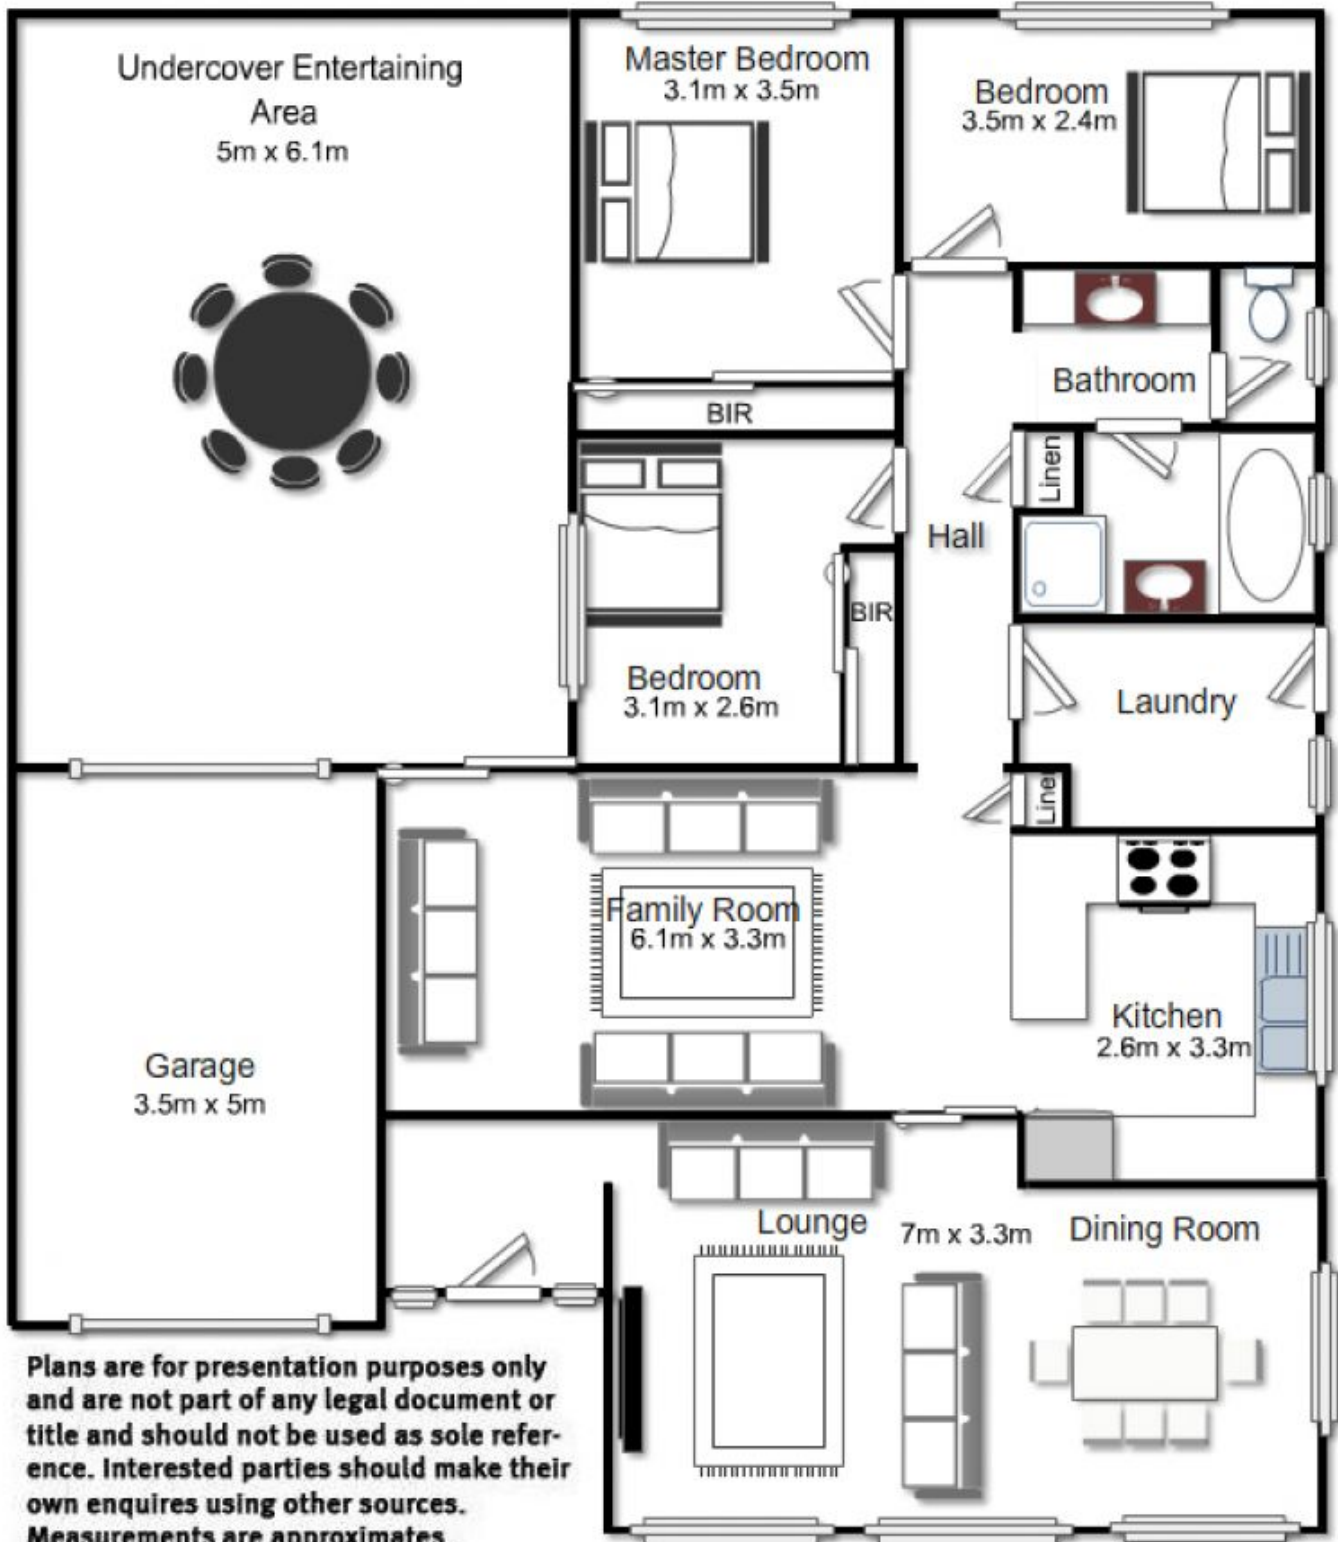 Undercover Entertaining
Area
5m x 6.1m
Master Bedroom
3.1m x 3.5m
Bedroom
3.5m x 2.4m
BIR
Bathroom
Linen
Hall
BIR
Bedroom
3.1m x 2.6m
Laundry
Linen
Family Room
6.1m x 3.3m
Kitchen
2.6m x 3.3m
Garage
3.5m x 5m
Lounge
7m x 3.3m
Dining Room
Plans are for presentation purposes only
and are not part of any legal document or
title and should not be used as sole refer-
ence. Interested parties should make their
own enquires using other sources.
Measurements are approximates